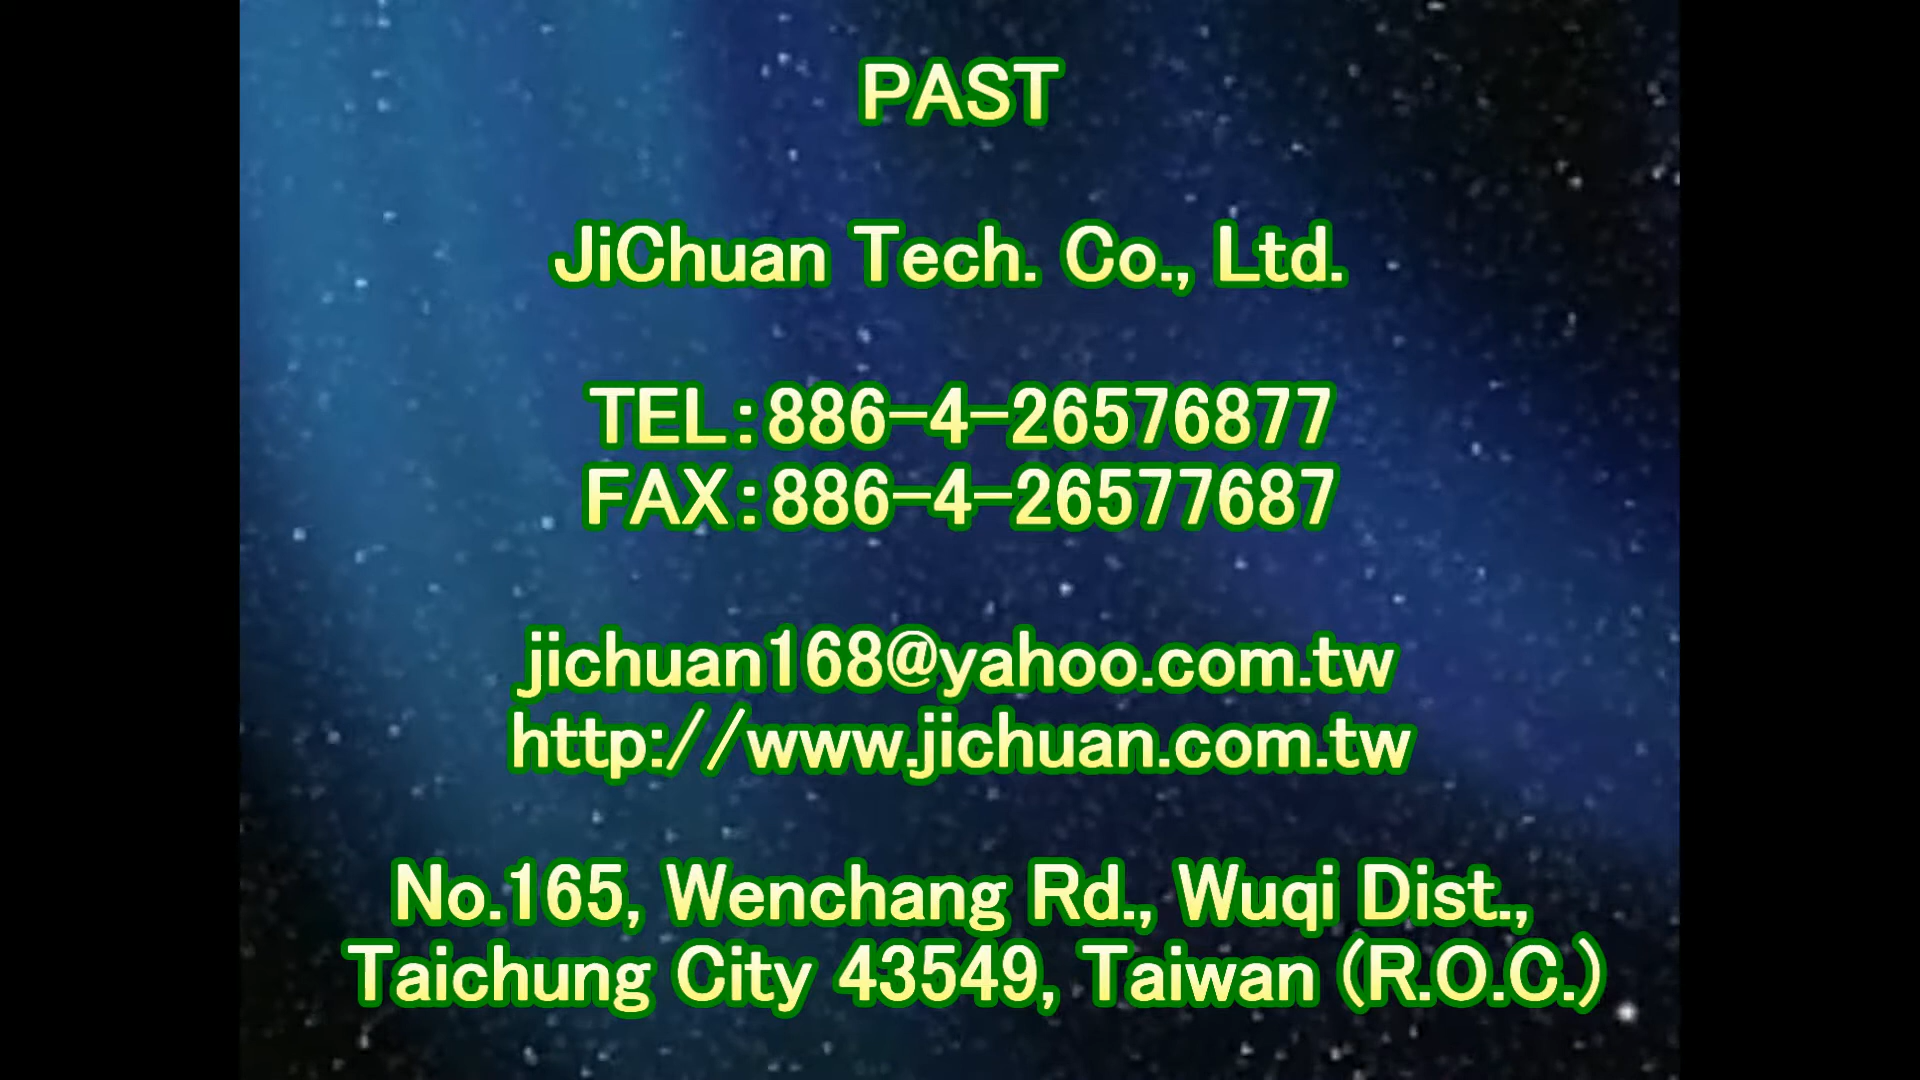 PAST
JiChuan Tech. Co., Ltd.
TEL:886-4-26576877
FAX:886-4-26577687
jichuan168@yahoo.com.tw
http://www.jichuan.com.tw
No.165, Wenchang Rd., Wuqi Dist.,
Taichung City 43549, Taiwan (R.O.C.)